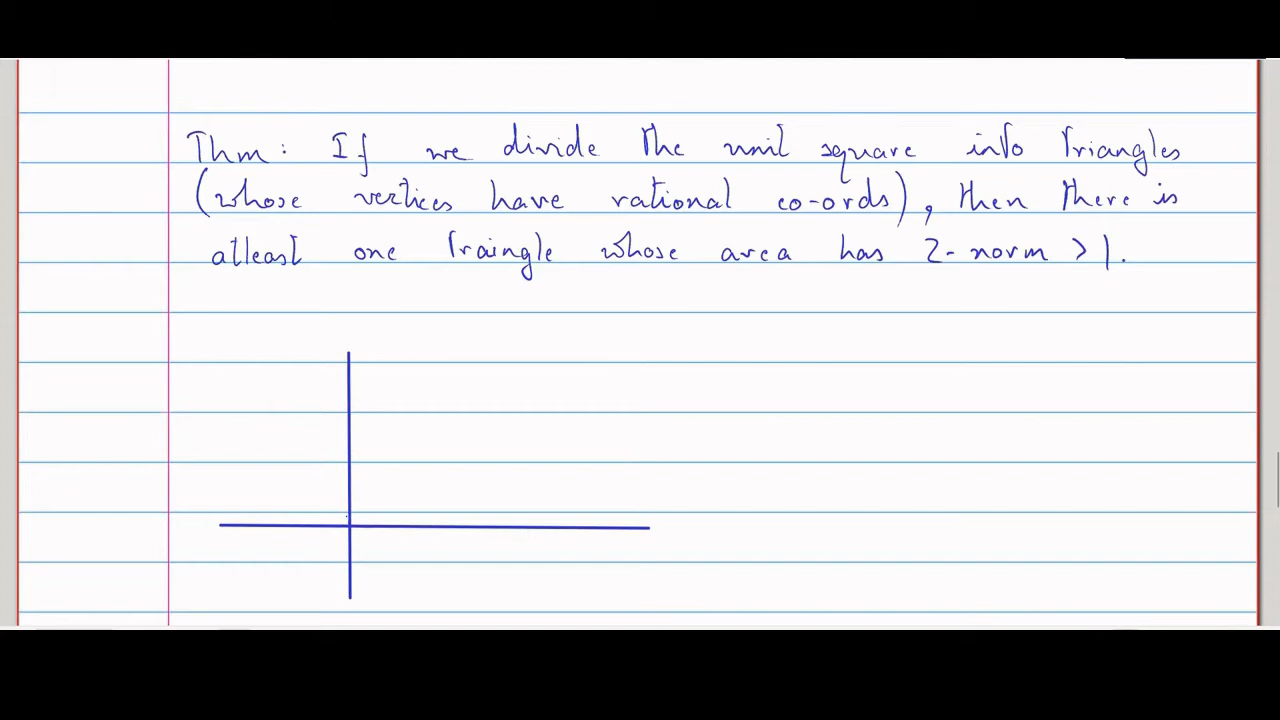 Thm: If we divide the unit square into triangles
(whose vertices have rational co-ords), then there is
atleast one traingle whose area has 2-norm > 1.